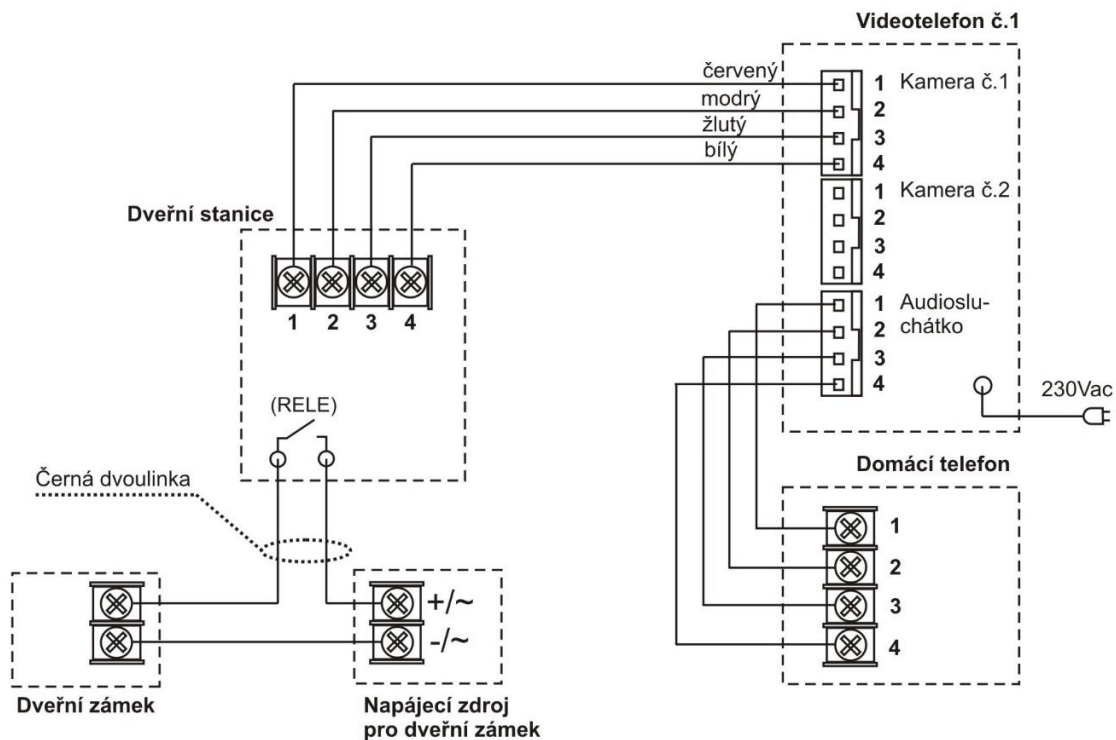 Videotelefon č.1
červený
1 Kamera č.1
modrý
2
žlutý
3
bílý
4
1 Kamera č.2
2
3
4
Dveřní stanice
1 2 3 4
1 Audioslu-
2 chátko
3
4
230Vac
(RELE)
Černá dvoulinka
Domácí telefon
1
2
3
4
+/~
-/~
Dveřní zámek
Napájecí zdroj
pro dveřní zámek